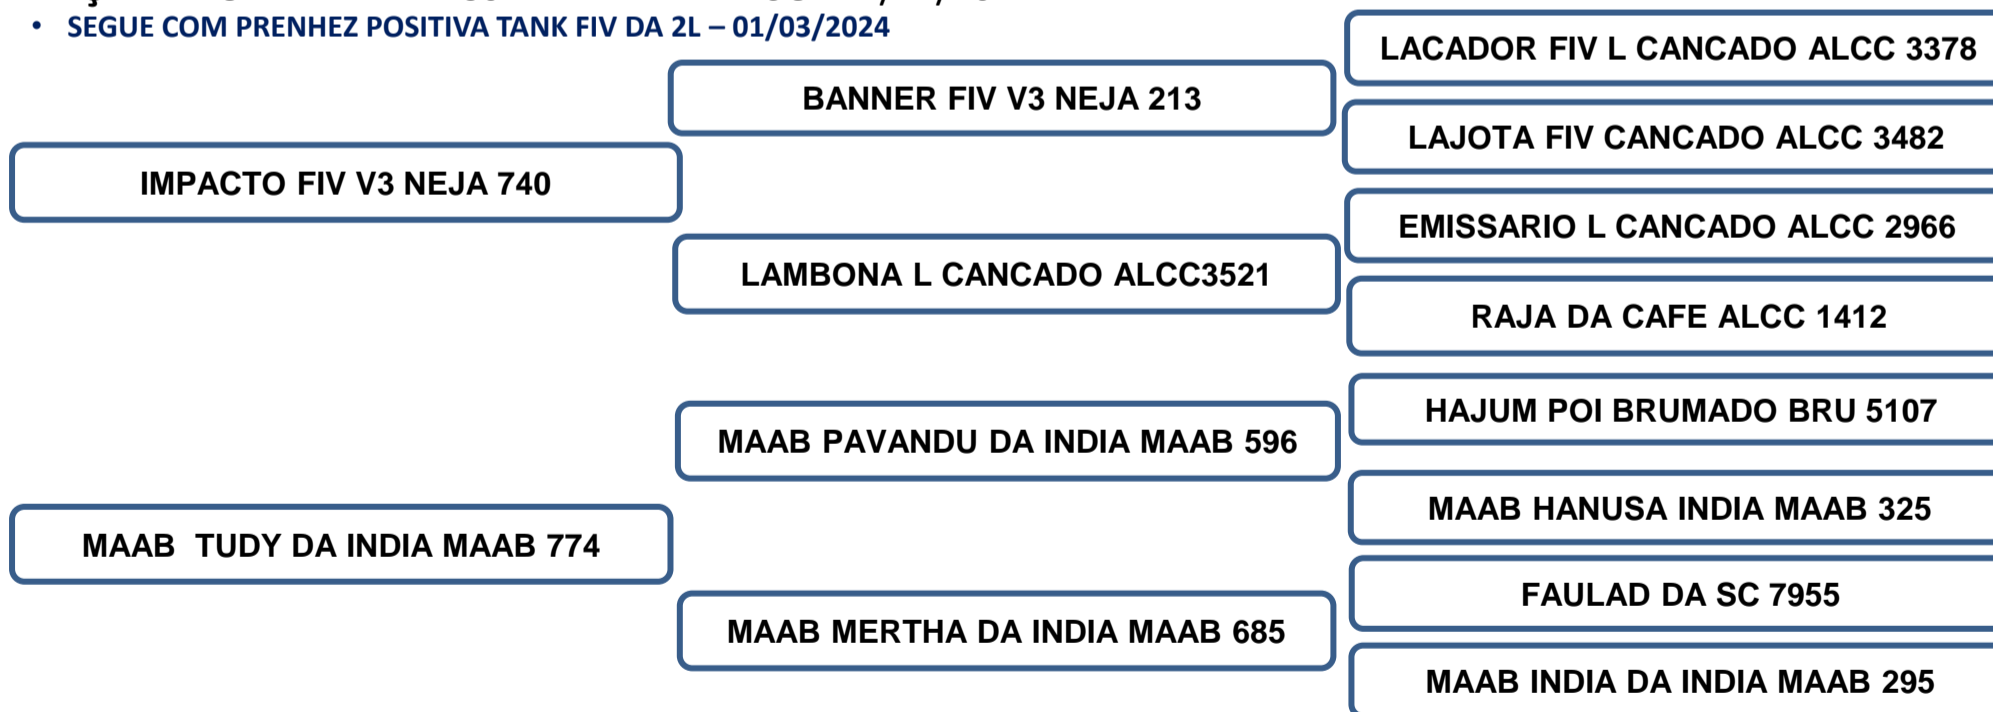 • SEGUE COM PRENHEZ POSITIVA TANK FIV DA 2L – 01/03/2024
LACADOR FIV L CANCADO ALCC 3378
BANNER FIV V3 NEJA 213
LAJOTA FIV CANCADO ALCC 3482
IMPACTO FIV V3 NEJA 740
EMISSARIO L CANCADO ALCC 2966
LAMBONA L CANCADO ALCC3521
RAJA DA CAFE ALCC 1412
HAJUM POI BRUMADO BRU 5107
MAAB PAVANDU DA INDIA MAAB 596
MAAB HANUSA INDIA MAAB 325
MAAB  TUDY DA INDIA MAAB 774
FAULAD DA SC 7955
MAAB MERTHA DA INDIA MAAB 685
MAAB INDIA DA INDIA MAAB 295